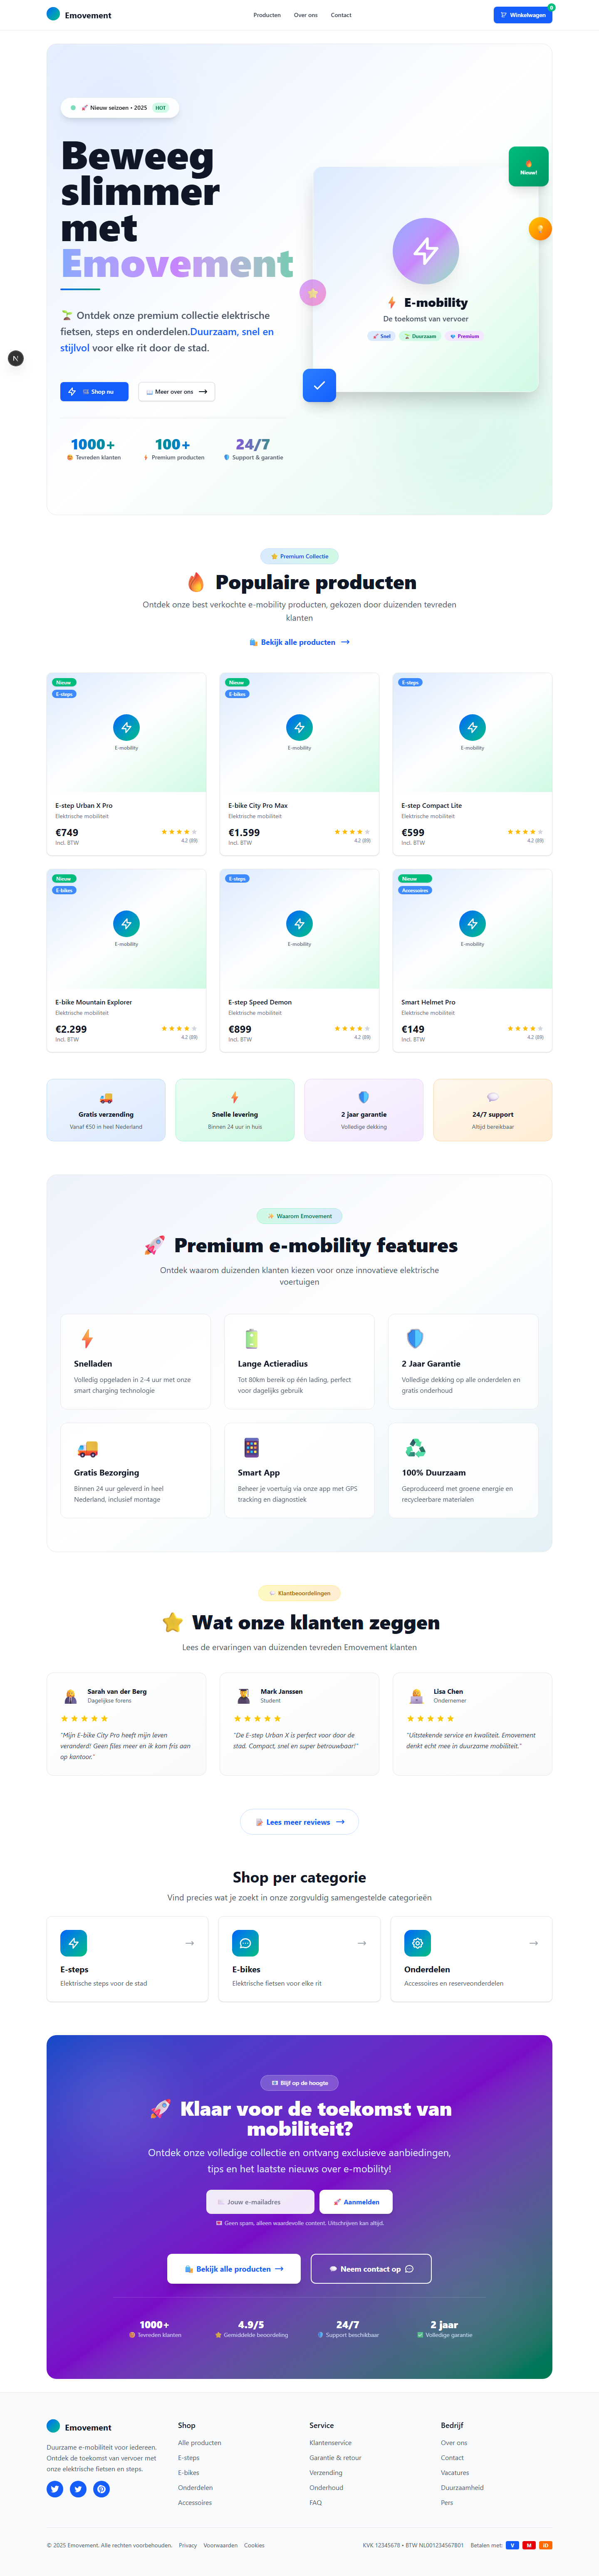 Emovement
Producten Over ons Contact
Winkelwagen 0
Nieuw seizoen • 2025 HOT
Beweeg
slimmer
met
Emovement
Ontdek onze premium collectie elektrische
fietsen, steps en onderdelen.Duurzaam, snel en
stijlvol voor elke rit door de stad.
Shop nu Meer over ons
1000+ 100+ 24/7
Tevreden klanten Premium producten Support & garantie
Nieuw!
E-mobility
De toekomst van vervoer
Snel Duurzaam Premium
N
Premium Collectie
Populaire producten
Ontdek onze best verkochte e-mobility producten, gekozen door duizenden tevreden
klanten
Bekijk alle producten
Nieuw
E-steps
E-mobility
E-step Urban X Pro
Elektrische mobiliteit
€749
Incl. BTW
4.2 (89)
Nieuw
E-bikes
E-mobility
E-bike City Pro Max
Elektrische mobiliteit
€1.599
Incl. BTW
4.2 (89)
E-steps
E-mobility
E-step Compact Lite
Elektrische mobiliteit
€599
Incl. BTW
4.2 (89)
Nieuw
E-bikes
E-mobility
E-bike Mountain Explorer
Elektrische mobiliteit
€2.299
Incl. BTW
4.2 (89)
E-steps
E-mobility
E-step Speed Demon
Elektrische mobiliteit
€899
Incl. BTW
4.2 (89)
Nieuw
Accessoires
E-mobility
Smart Helmet Pro
Elektrische mobiliteit
€149
Incl. BTW
4.2 (89)
Gratis verzending
Vanaf €50 in heel Nederland
Snelle levering
Binnen 24 uur in huis
2 jaar garantie
Volledige dekking
24/7 support
Altijd bereikbaar
Waarom Emovement
Premium e-mobility features
Ontdek waarom duizenden klanten kiezen voor onze innovatieve elektrische
voertuigen
Snelladen
Volledig opgeladen in 2-4 uur met onze
smart charging technologie
Lange Actieradius
Tot 80km bereik op één lading, perfect
voor dagelijks gebruik
2 Jaar Garantie
Volledige dekking op alle onderdelen en
gratis onderhoud
Gratis Bezorging
Binnen 24 uur geleverd in heel
Nederland, inclusief montage
Smart App
Beheer je voertuig via onze app met GPS
tracking en diagnostiek
100% Duurzaam
Geproduceerd met groene energie en
recycleerbare materialen
Klantbeoordelingen
Wat onze klanten zeggen
Lees de ervaringen van duizenden tevreden Emovement klanten
Sarah van der Berg
Dagelijkse forens
"Mijn E-bike City Pro heeft mijn leven
veranderd! Geen files meer en ik kom fris aan
op kantoor."
Mark Janssen
Student
"De E-step Urban X is perfect voor door de
stad. Compact, snel en super betrouwbaar!"
Lisa Chen
Ondernemer
"Uitstekende service en kwaliteit. Emovement
denkt echt mee in duurzame mobiliteit."
Lees meer reviews
Shop per categorie
Vind precies wat je zoekt in onze zorgvuldig samengestelde categorieën
E-steps
Elektrische steps voor de stad
E-bikes
Elektrische fietsen voor elke rit
Onderdelen
Accessoires en reserveonderdelen
Blijf op de hoogte
Klaar voor de toekomst van
mobiliteit?
Ontdek onze volledige collectie en ontvang exclusieve aanbiedingen,
tips en het laatste nieuws over e-mobility!
Jouw e-mailadres Aanmelden
Geen spam, alleen waardevolle content. Uitschrijven kan altijd.
Bekijk alle producten Neem contact op
1000+ 4.9/5 24/7 2 jaar
Tevreden klanten Gemiddelde beoordeling Support beschikbaar Volledige garantie
Emovement
Duurzame e-mobiliteit voor iedereen.
Ontdek de toekomst van vervoer met
onze elektrische fietsen en steps.
Shop
Alle producten
E-steps
E-bikes
Onderdelen
Accessoires
Service
Klantenservice
Garantie & retour
Verzending
Onderhoud
FAQ
Bedrijf
Over ons
Contact
Vacatures
Duurzaamheid
Pers
© 2025 Emovement. Alle rechten voorbehouden. Privacy Voorwaarden Cookies
KVK 12345678 • BTW NL001234567B01 Betalen met: V M iD